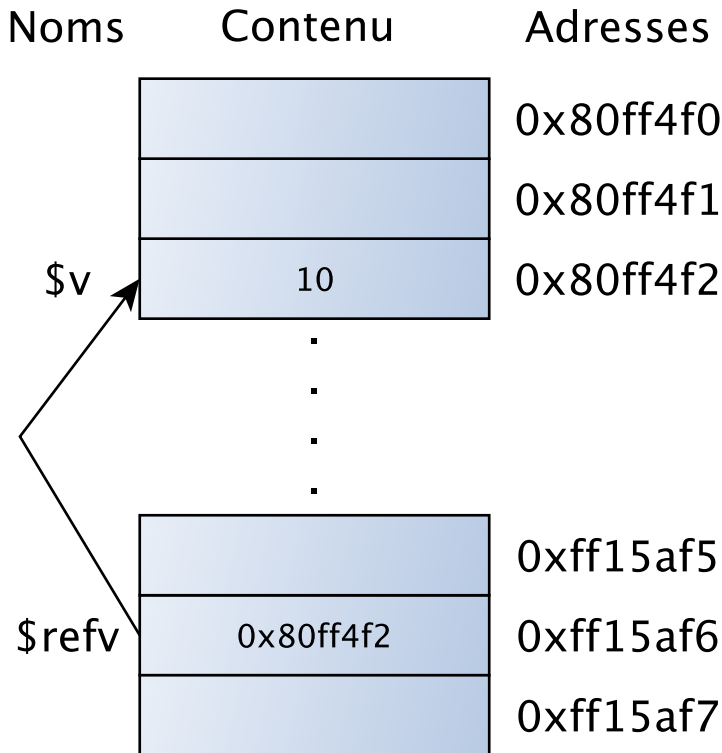 Noms Contenu Adresses
0x80ff4f0
0x80ff4f1
$v 10 0x80ff4f2
0xff15af5
$refv 0x80ff4f2 0xff15af6
0xff15af7